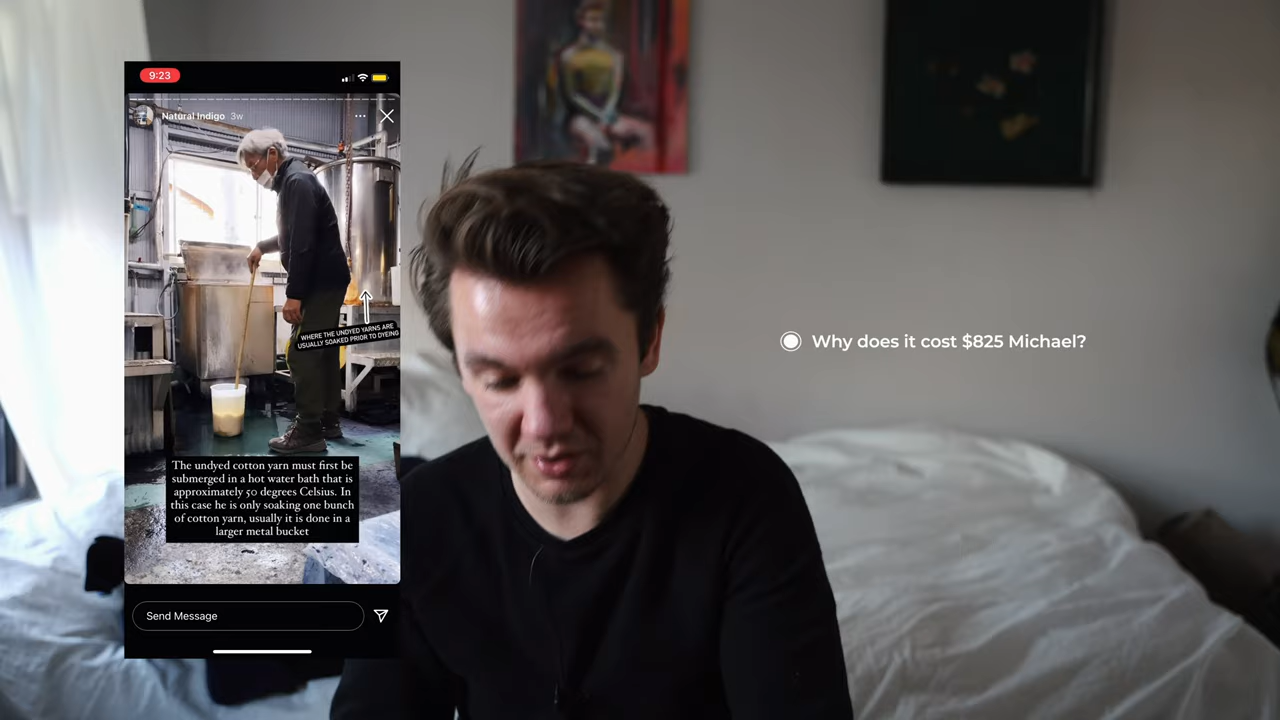 9:23
Natural Indigo 3w
WHERE THE UNDYED YARNS ARE
USUALLY SOAKED PRIOR TO DYEING
Why does it cost $825 Michael?
The undyed cotton yarn must first be
submerged in a hot water bath that is
approximately 50 degrees Celsius. In
this case he is only soaking one bunch
of cotton yarn, usually it is done in a
larger metal bucket
Send Message